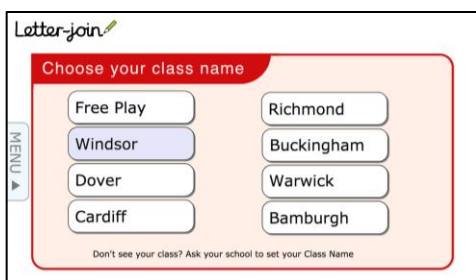 Letter-join
Choose your class name
Free Play
Windsor
Dover
Cardiff
Richmond
Buckingham
Warwick
Bamburgh
MENU
Don't see your class? Ask your school to set your Class Name